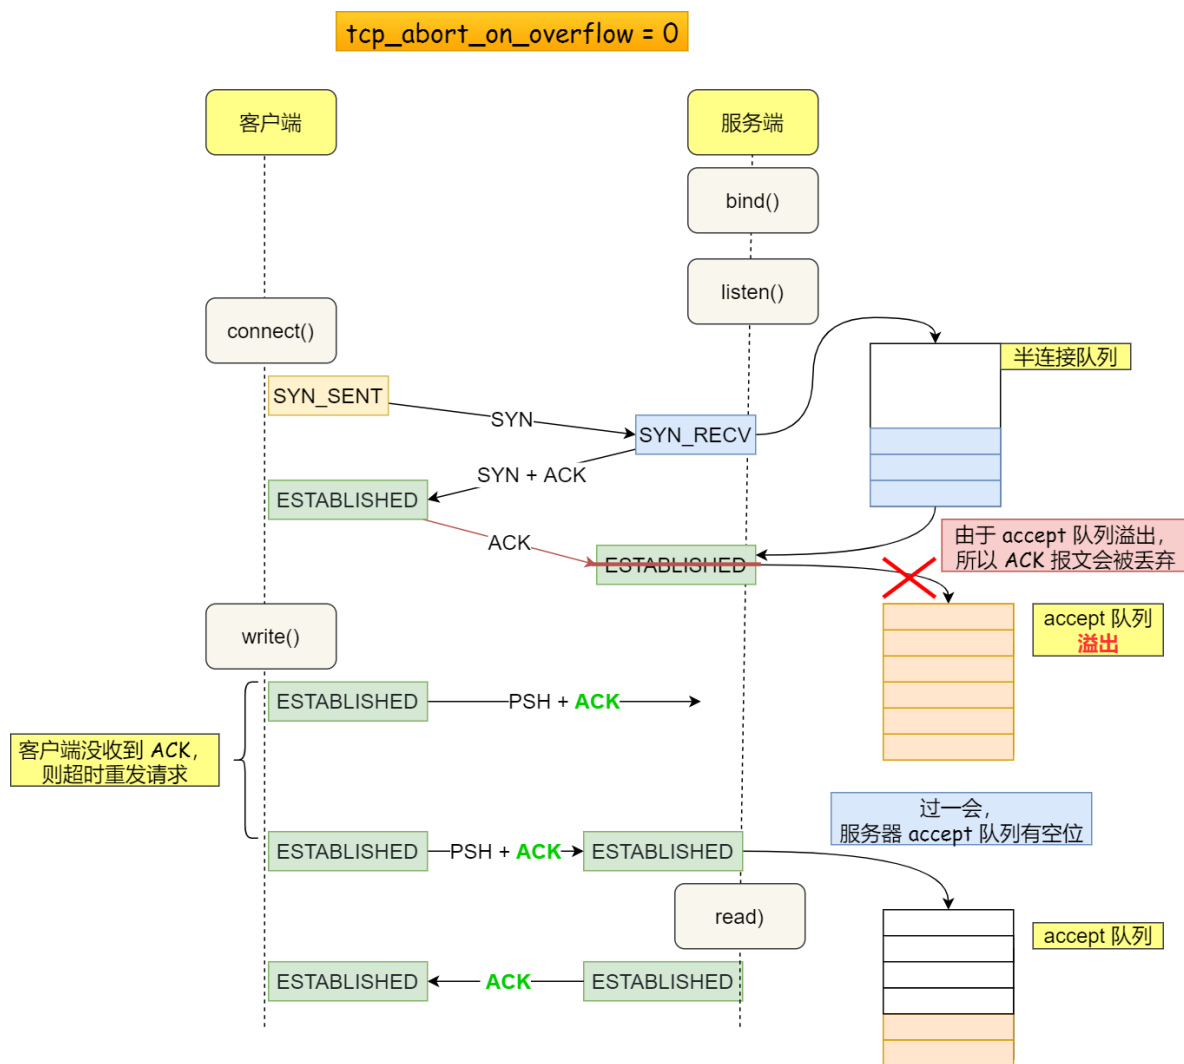 tcp_abort_on_overflow = 0
客户端
服务端
bind()
listen()
connect()
半连接队列
SYN_SENT
SYN
SYN_RECV
SYN + ACK
ESTABLISHED
ACK
由于 accept 队列溢出,
所以 ACK 报文会被丢弃
ESTABLISHED
accept 队列
溢出
write()
ESTABLISHED
PSH + ACK
客户端没收到 ACK,
则超时重发请求
过一会,
服务器 accept 队列有空位
ESTABLISHED
PSH + ACK
ESTABLISHED
read)
accept 队列
ESTABLISHED
ACK
ESTABLISHED